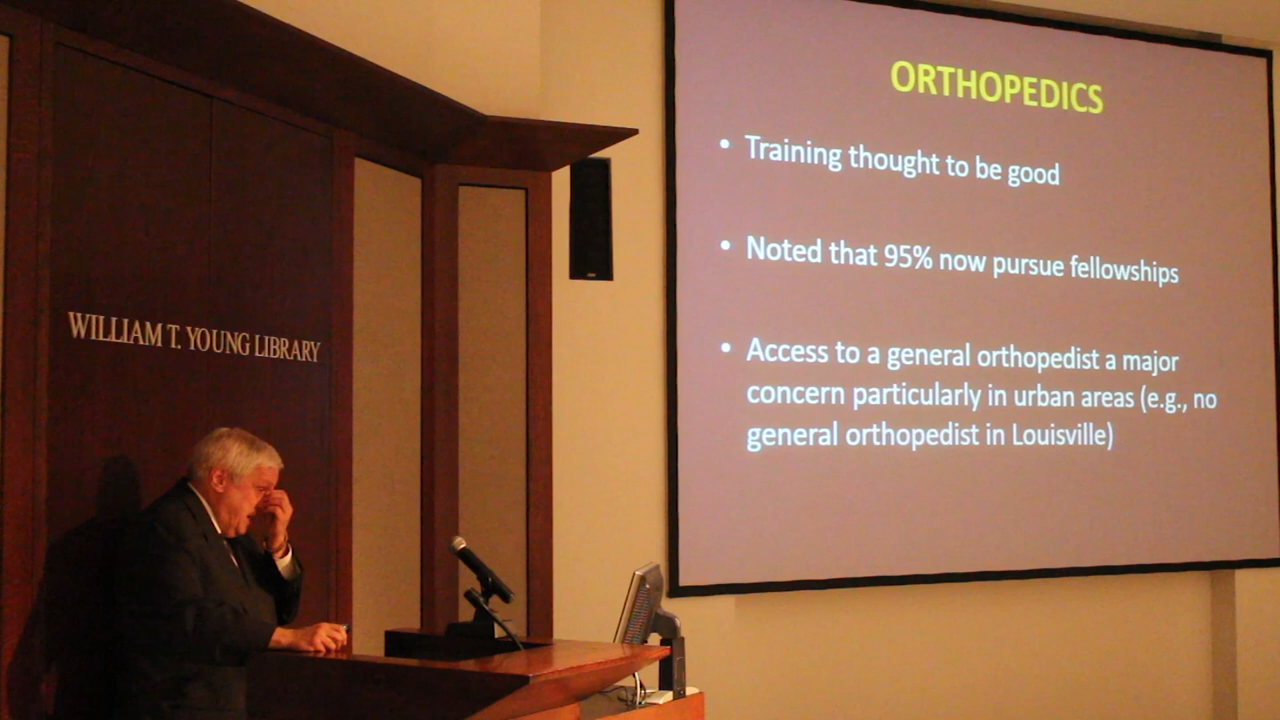 WILLIAM T. YOUNG LIBRARY
ORTHOPEDICS
• Training thought to be good
• Noted that 95% now pursue fellowships
• Access to a general orthopedist a major
concern particularly in urban areas (e.g., no
general orthopedist in Louisville)